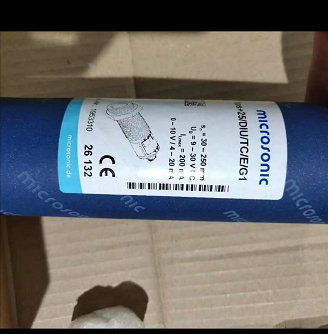 microsonic
+25/DIU/TC/E/G1
30 – 250 mm
= 9 – 30 V
= 200
0 – 10 V / 4 – 20 mA
CE
26 132
microsonic.de
microsonic